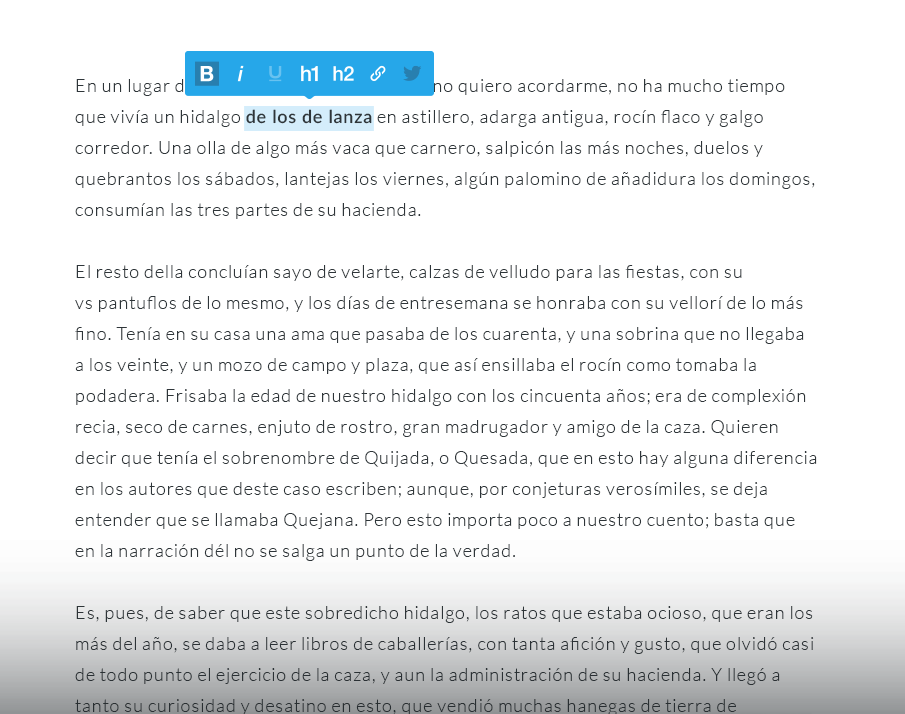 B i U h1 h2
En un lugar d no quiero acordarme, no ha mucho tiempo
que vivía un hidalgo de los de lanza en astillero, adarga antigua, rocín flaco y galgo
corredor. Una olla de algo más vaca que carnero, salpicón las más noches, duelos y
quebrantos los sábados, lantejas los viernes, algún palomino de añadidura los domingos,
consumían las tres partes de su hacienda.
El resto della concluían sayo de velarte, calzas de velludo para las fiestas, con su
vs pantuflos de lo mesmo, y los días de entresemana se honraba con su vellorí de lo más
fino. Tenía en su casa una ama que pasaba de los cuarenta, y una sobrina que no llegaba
a los veinte, y un mozo de campo y plaza, que así ensillaba el rocín como tomaba la
podadera. Frisaba la edad de nuestro hidalgo con los cincuenta años; era de complexión
recia, seco de carnes, enjuto de rostro, gran madrugador y amigo de la caza. Quieren
decir que tenía el sobrenombre de Quijada, o Quesada, que en esto hay alguna diferencia
en los autores que deste caso escriben; aunque, por conjeturas verosímiles, se deja
entender que se llamaba Quejana. Pero esto importa poco a nuestro cuento; basta que
en la narración dél no se salga un punto de la verdad.
Es, pues, de saber que este sobredicho hidalgo, los ratos que estaba ocioso, que eran los
más del año, se daba a leer libros de caballerías, con tanta afición y gusto, que olvidó casi
de todo punto el ejercicio de la caza, y aun la administración de su hacienda. Y llegó a
tanto su curiosidad y desatino en esto, que vendió muchas hanegas de tierra de